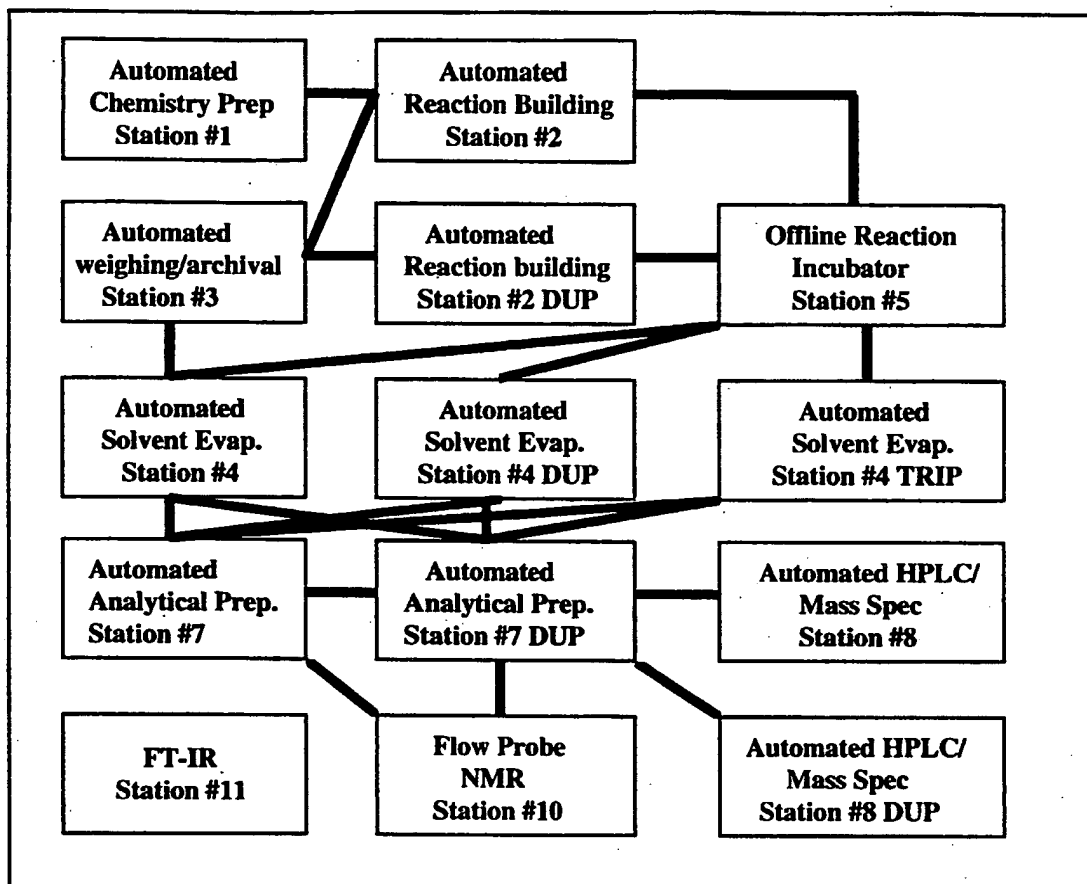 Automated
Chemistry Prep
Station #1
Automated
Reaction Building
Station #2
Automated
weighing/archival
Station #3
Automated
Reaction building
Station #2 DUP
Offline Reaction
Incubator
Station #5
Automated
Solvent Evap.
Station #4
Automated
Solvent Evap.
Station #4 DUP
Automated
Solvent Evap.
Station #4 TRIP
Automated
Analytical Prep.
Station #7
Automated
Analytical Prep.
Station #7 DUP
Automated HPLC/
Mass Spec
Station #8
FT-IR
Station #11
Flow Probe
NMR
Station #10
Automated HPLC/
Mass Spec
Station #8 DUP